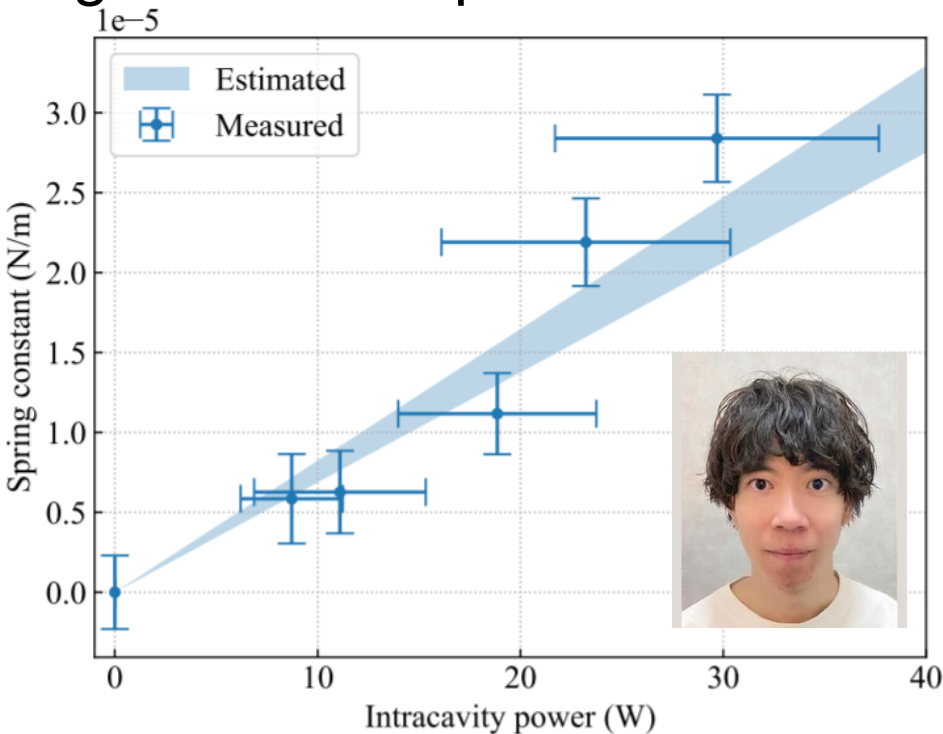 1e−5
Estimated
Measured
3.0
2.5
2.0
1.5
1.0
0.5
0.0
Spring constant (N/m)
0 10 20 30 40
Intracavity power (W)